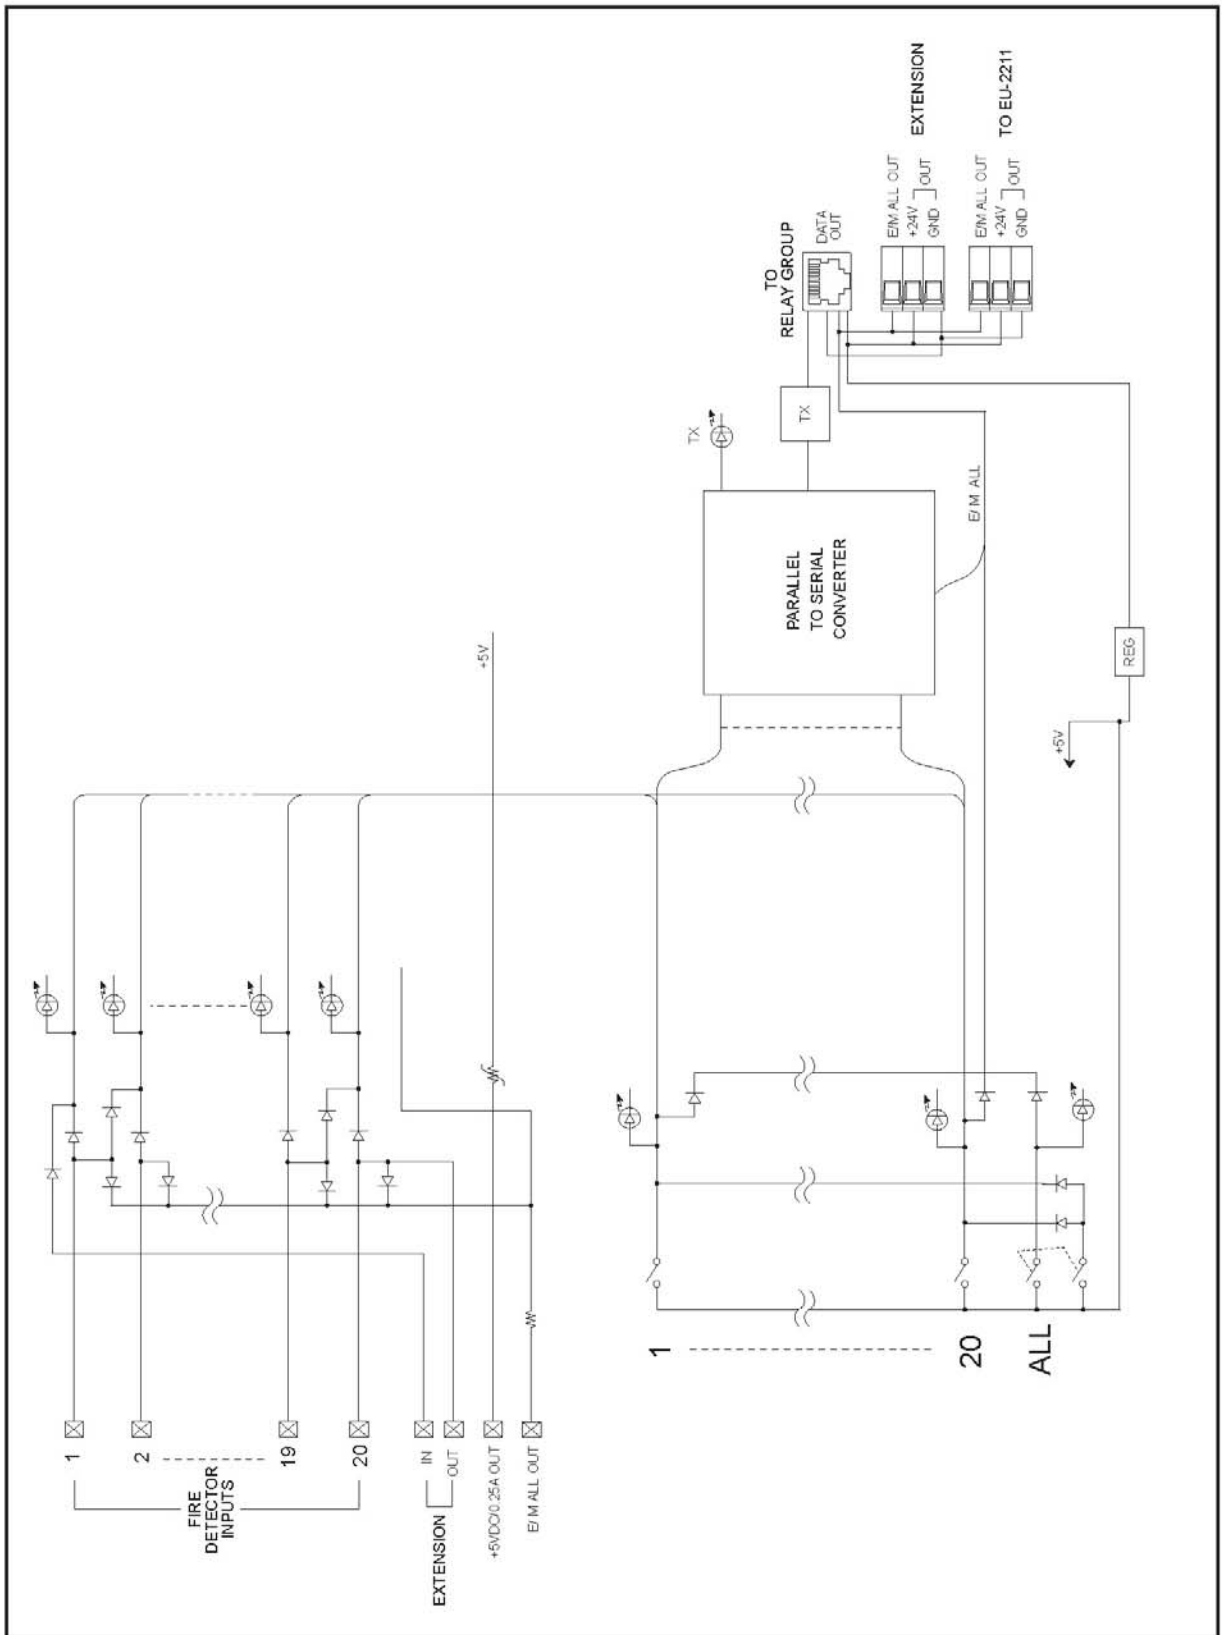 FIRE
DETECTOR
INPUTS
1
2
19
20
EXTENSION
IN
OUT
+5VDC/0.25A OUT
E/M ALL OUT
+5V
1
20
ALL
+5V
REG
PARALLEL
TO SERIAL
CONVERTER
E/M ALL
TX
TX
TO
RELAY GROUP
DATA
OUT
E/M ALL OUT
+24V
GND
OUT
EXTENSION
E/M ALL OUT
+24V
GND
OUT
TO EU-2211